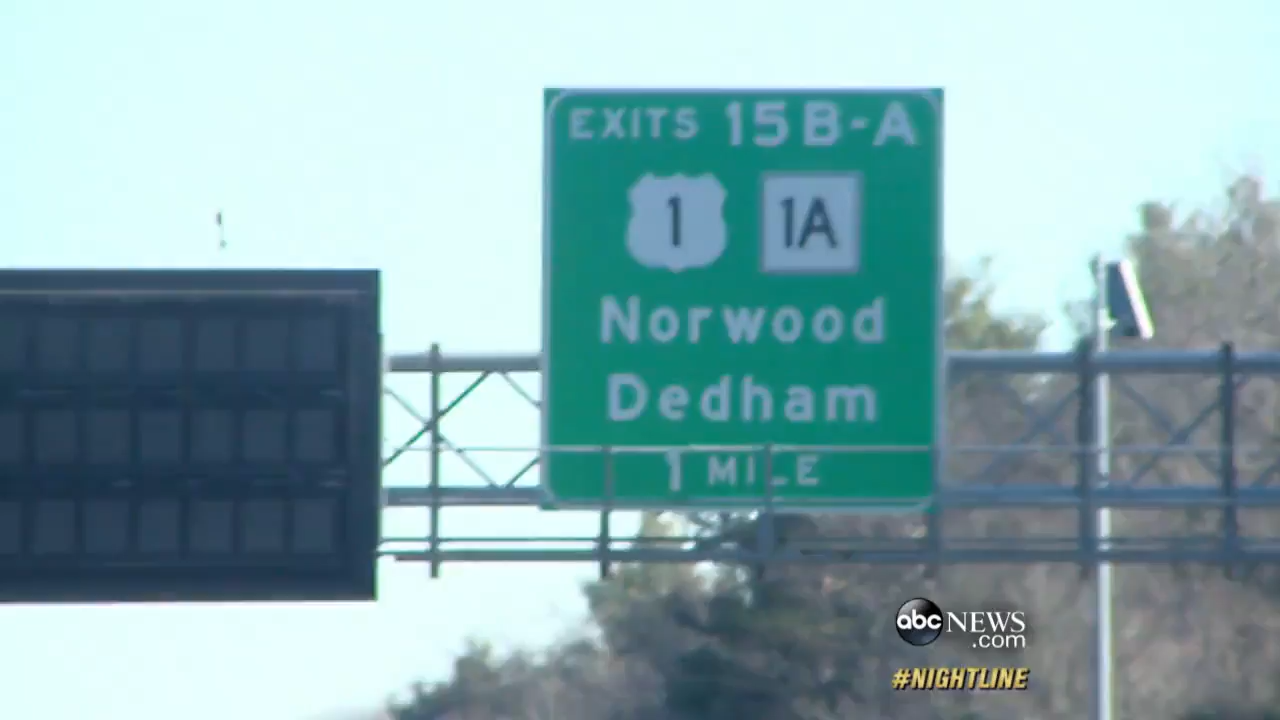 EXITS 15B-A
1 1A
Norwood
Dedham
1 MILE
abc NEWS
.com
#NIGHTLINE